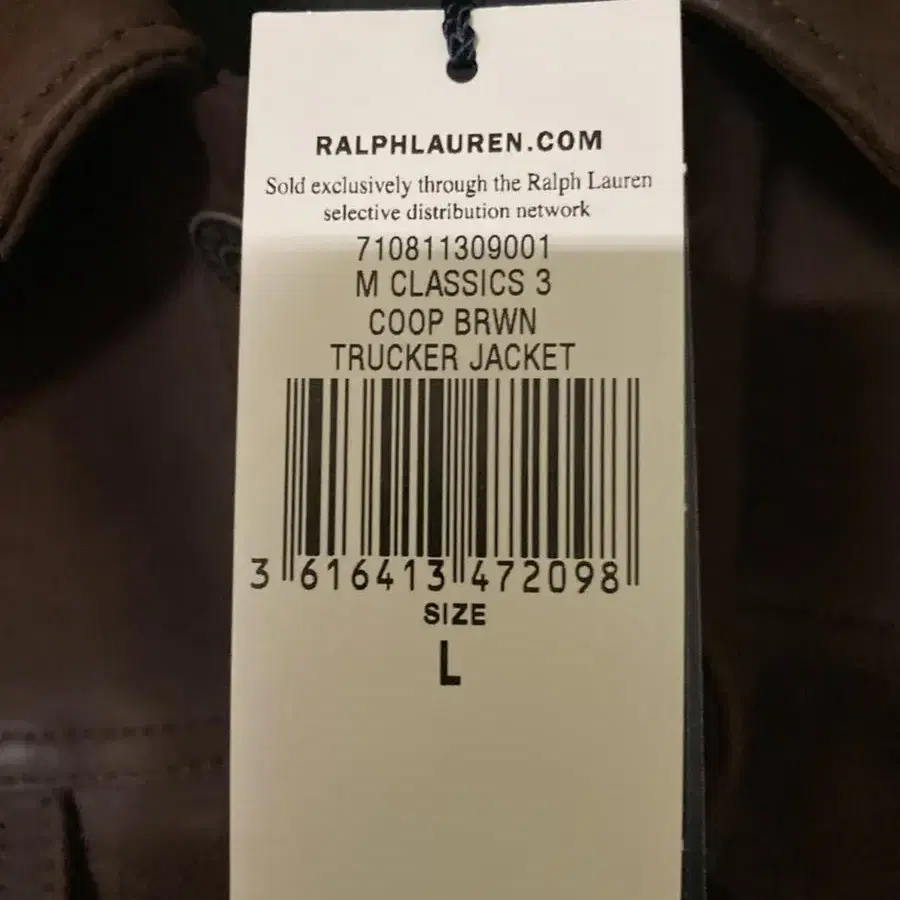 RALPHLAUREN.COM
Sold exclusively through the Ralph Lauren
selective distribution network
710811309001
M CLASSICS 3
COOP BRWN
TRUCKER JACKET
3 616413 472098
SIZE
L